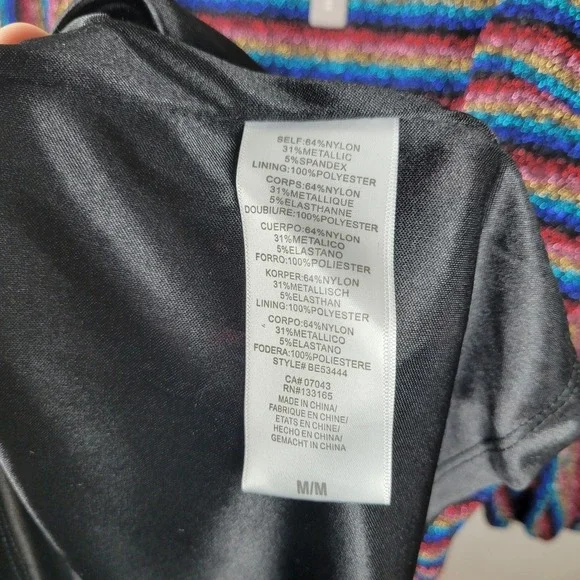 SELF:64%NYLON
31%METALLIC
5%SPANDEX
LINING:100%POLYESTER
CORPS:64%NYLON
31%METALLIQUE
5%ELASTHANNE
DOUBIURE:100%POLYESTER
CUERPO:64%NYLON
31%METALICO
5%ELASTANO
FORRO:100%POLIESTER
KORPER:64%NYLON
31%METALLISCH
5%ELASTHAN
LINING:100%POLYESTER
CORPO:64%NYLON
31%METALLICO
5%ELASTANO
FODERA:100%POLIESTERE
STYLE# BE53444
CA# 07043
RN#133165
MADE IN CHINA/
FABRIQUE EN CHINE/
ETATS EN CHINE/
HECHO EN CHINA/
GEMACHT IN CHINA
M/M